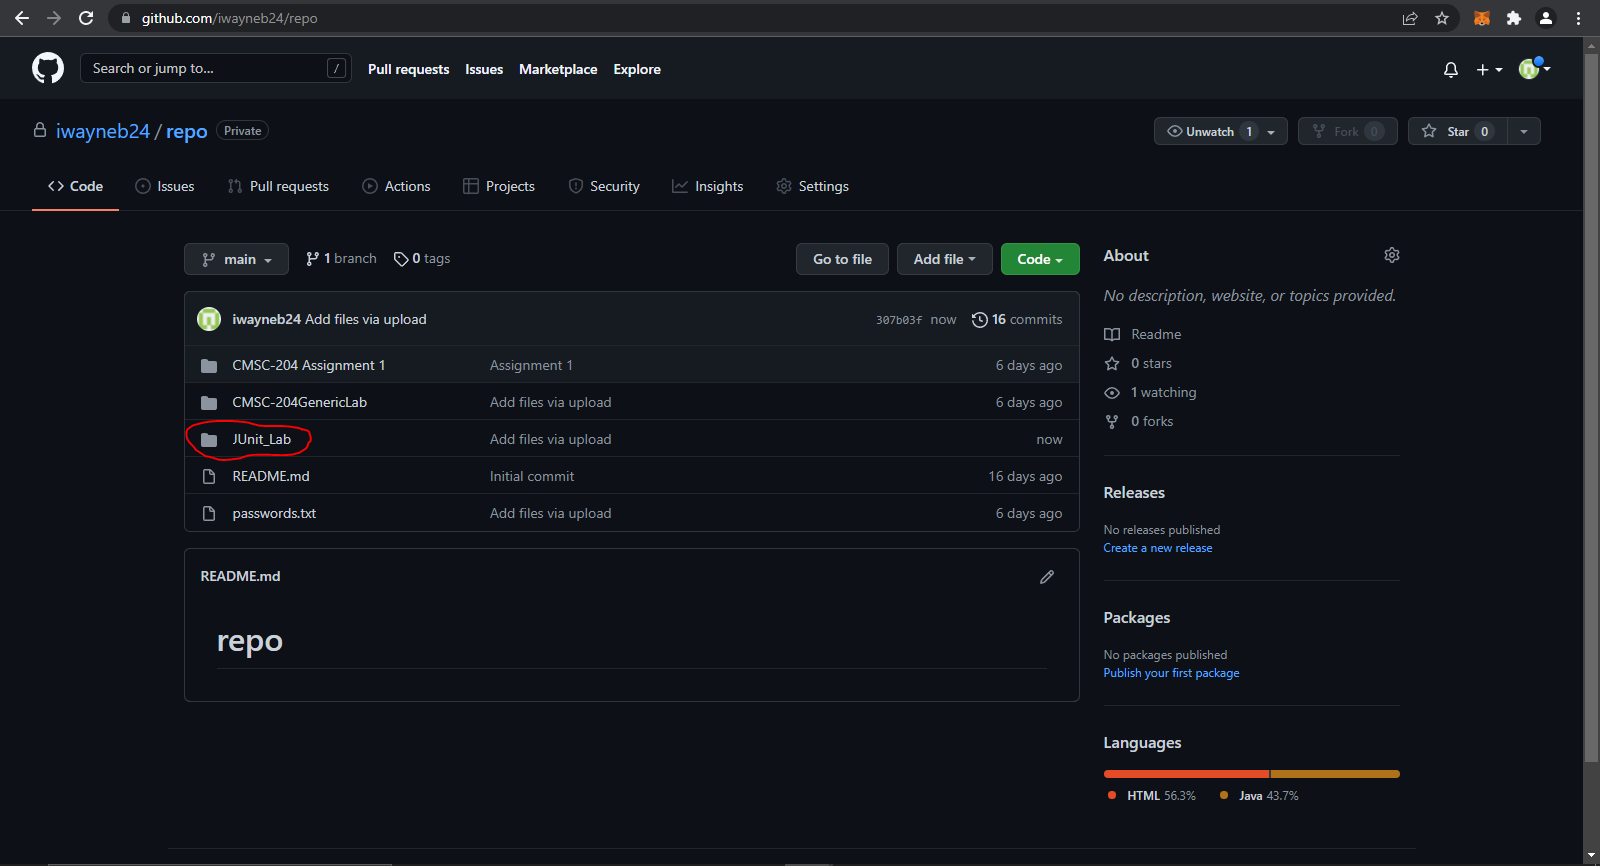 github.com/iwayneb24/repo
Search or jump to... /
Pull requests Issues Marketplace Explore
iwayneb24 / repo Private
Unwatch 1 Fork 0 Star 0
Code Issues Pull requests Actions Projects Security Insights Settings
main 1 branch 0 tags Go to file Add file Code
iwayneb24 Add files via upload 307b03f now 16 commits
CMSC-204 Assignment 1 Assignment 1 6 days ago
CMSC-204GenericLab Add files via upload 6 days ago
JUnit_Lab Add files via upload now
README.md Initial commit 16 days ago
passwords.txt Add files via upload 6 days ago
README.md
repo
About
No description, website, or topics provided.
Readme
0 stars
1 watching
0 forks
Releases
No releases published
Create a new release
Packages
No packages published
Publish your first package
Languages
HTML 56.3% Java 43.7%